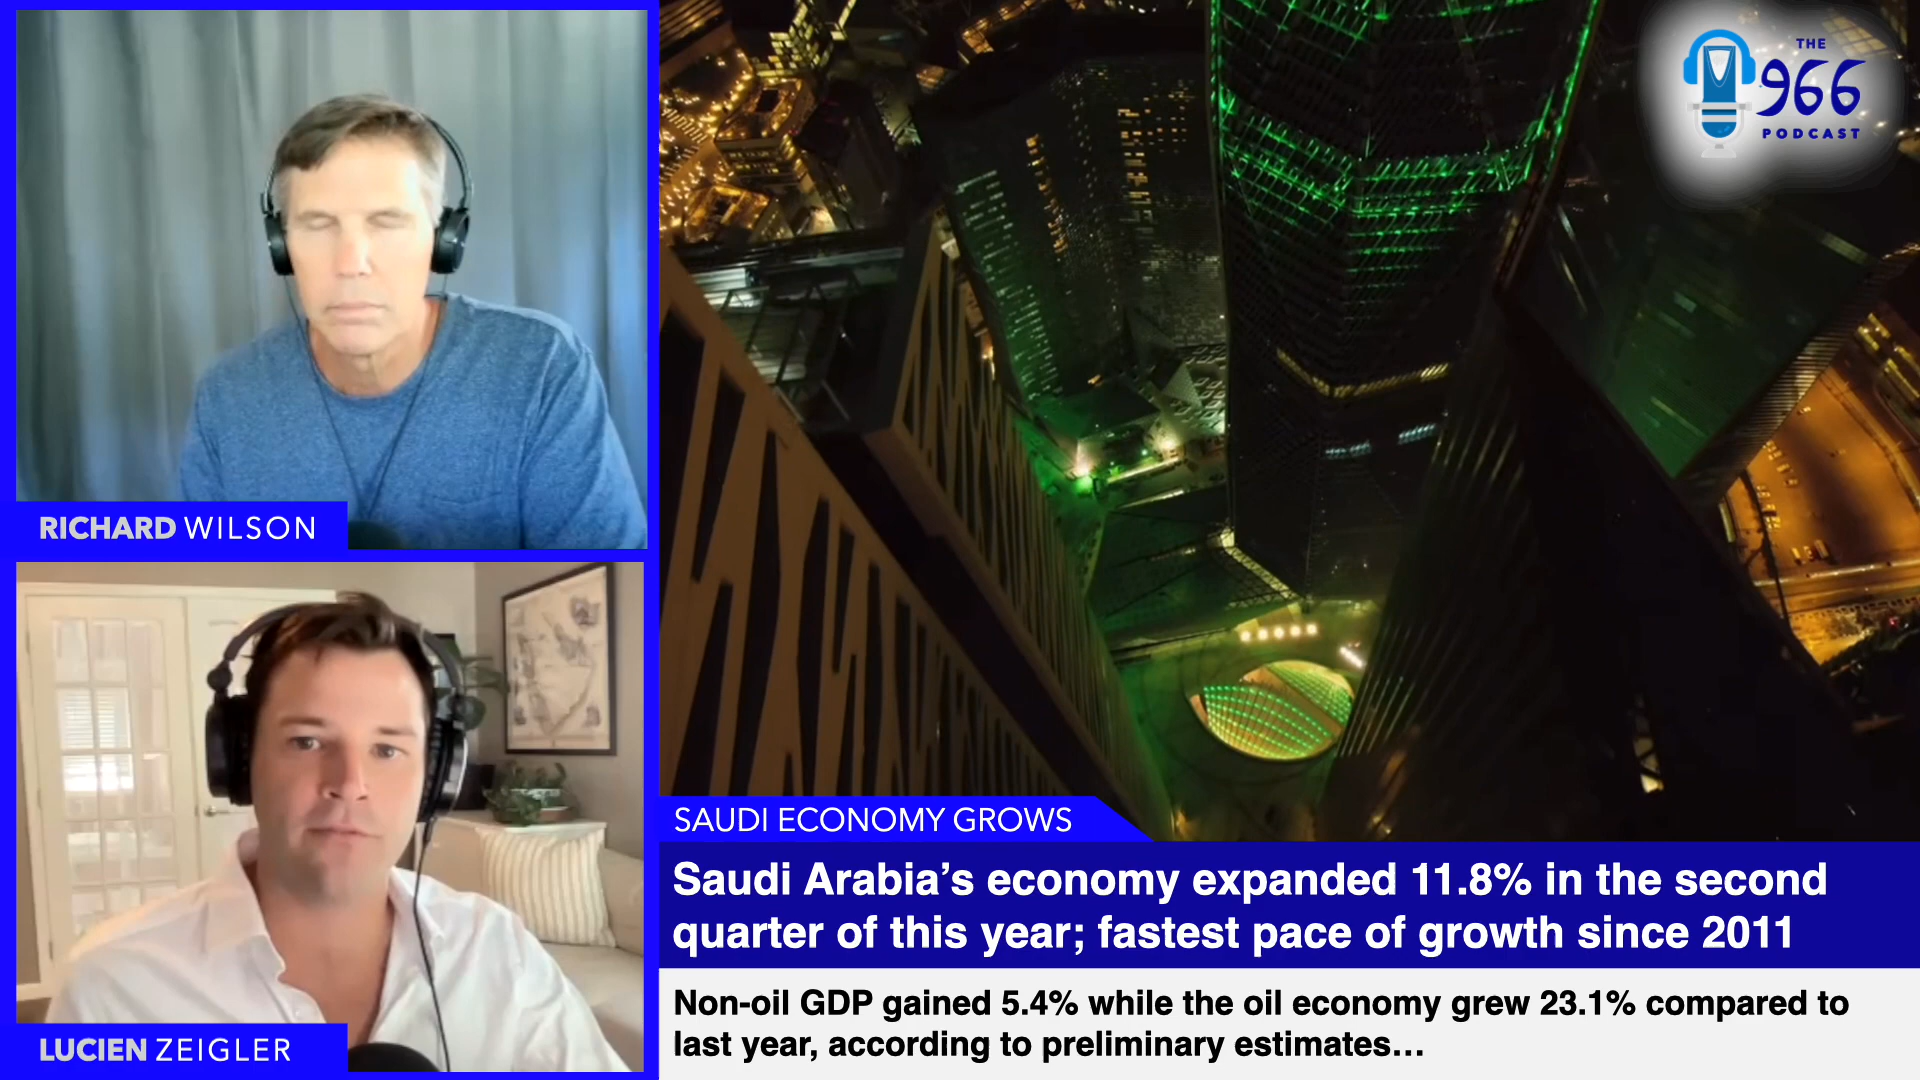 THE
966
PODCAST
RICHARD WILSON
LUCIEN ZEIGLER
SAUDI ECONOMY GROWS
Saudi Arabia’s economy expanded 11.8% in the second
quarter of this year; fastest pace of growth since 2011
Non-oil GDP gained 5.4% while the oil economy grew 23.1% compared to
last year, according to preliminary estimates…